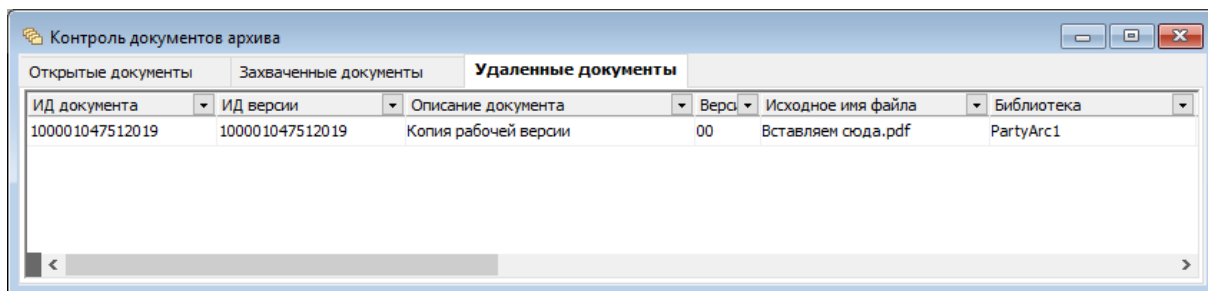 Контроль документов архива
Открытые документы Захваченные документы Удаленные документы
ИД документа ИД версии Описание документа Верси Исходное имя файла Библиотека
100001047512019 100001047512019 Копия рабочей версии 00 Вставляем сюда.pdf PartyArc1